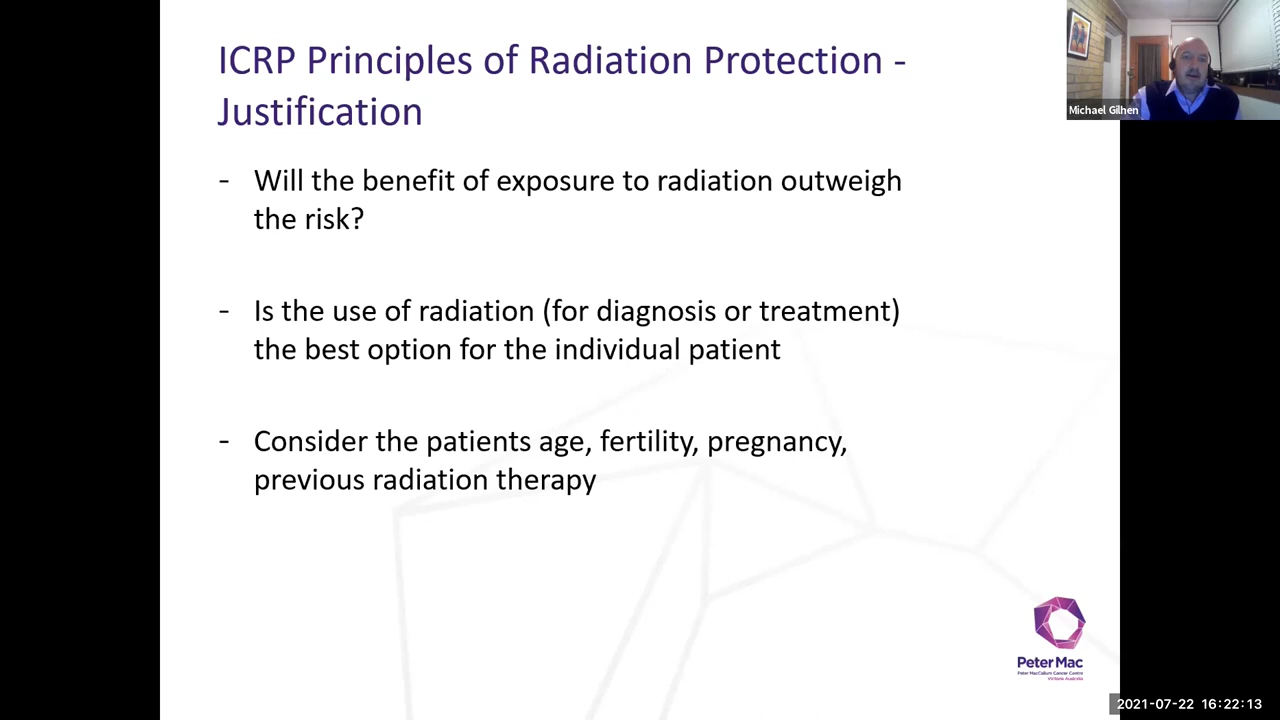 ICRP Principles of Radiation Protection -
Justification
Michael Gilhen
- Will the benefit of exposure to radiation outweigh
the risk?
- Is the use of radiation (for diagnosis or treatment)
the best option for the individual patient
- Consider the patients age, fertility, pregnancy,
previous radiation therapy
Peter Mac
Peter MacCallum Cancer Centre
Victoria Australia
2021-07-22 16:22:13